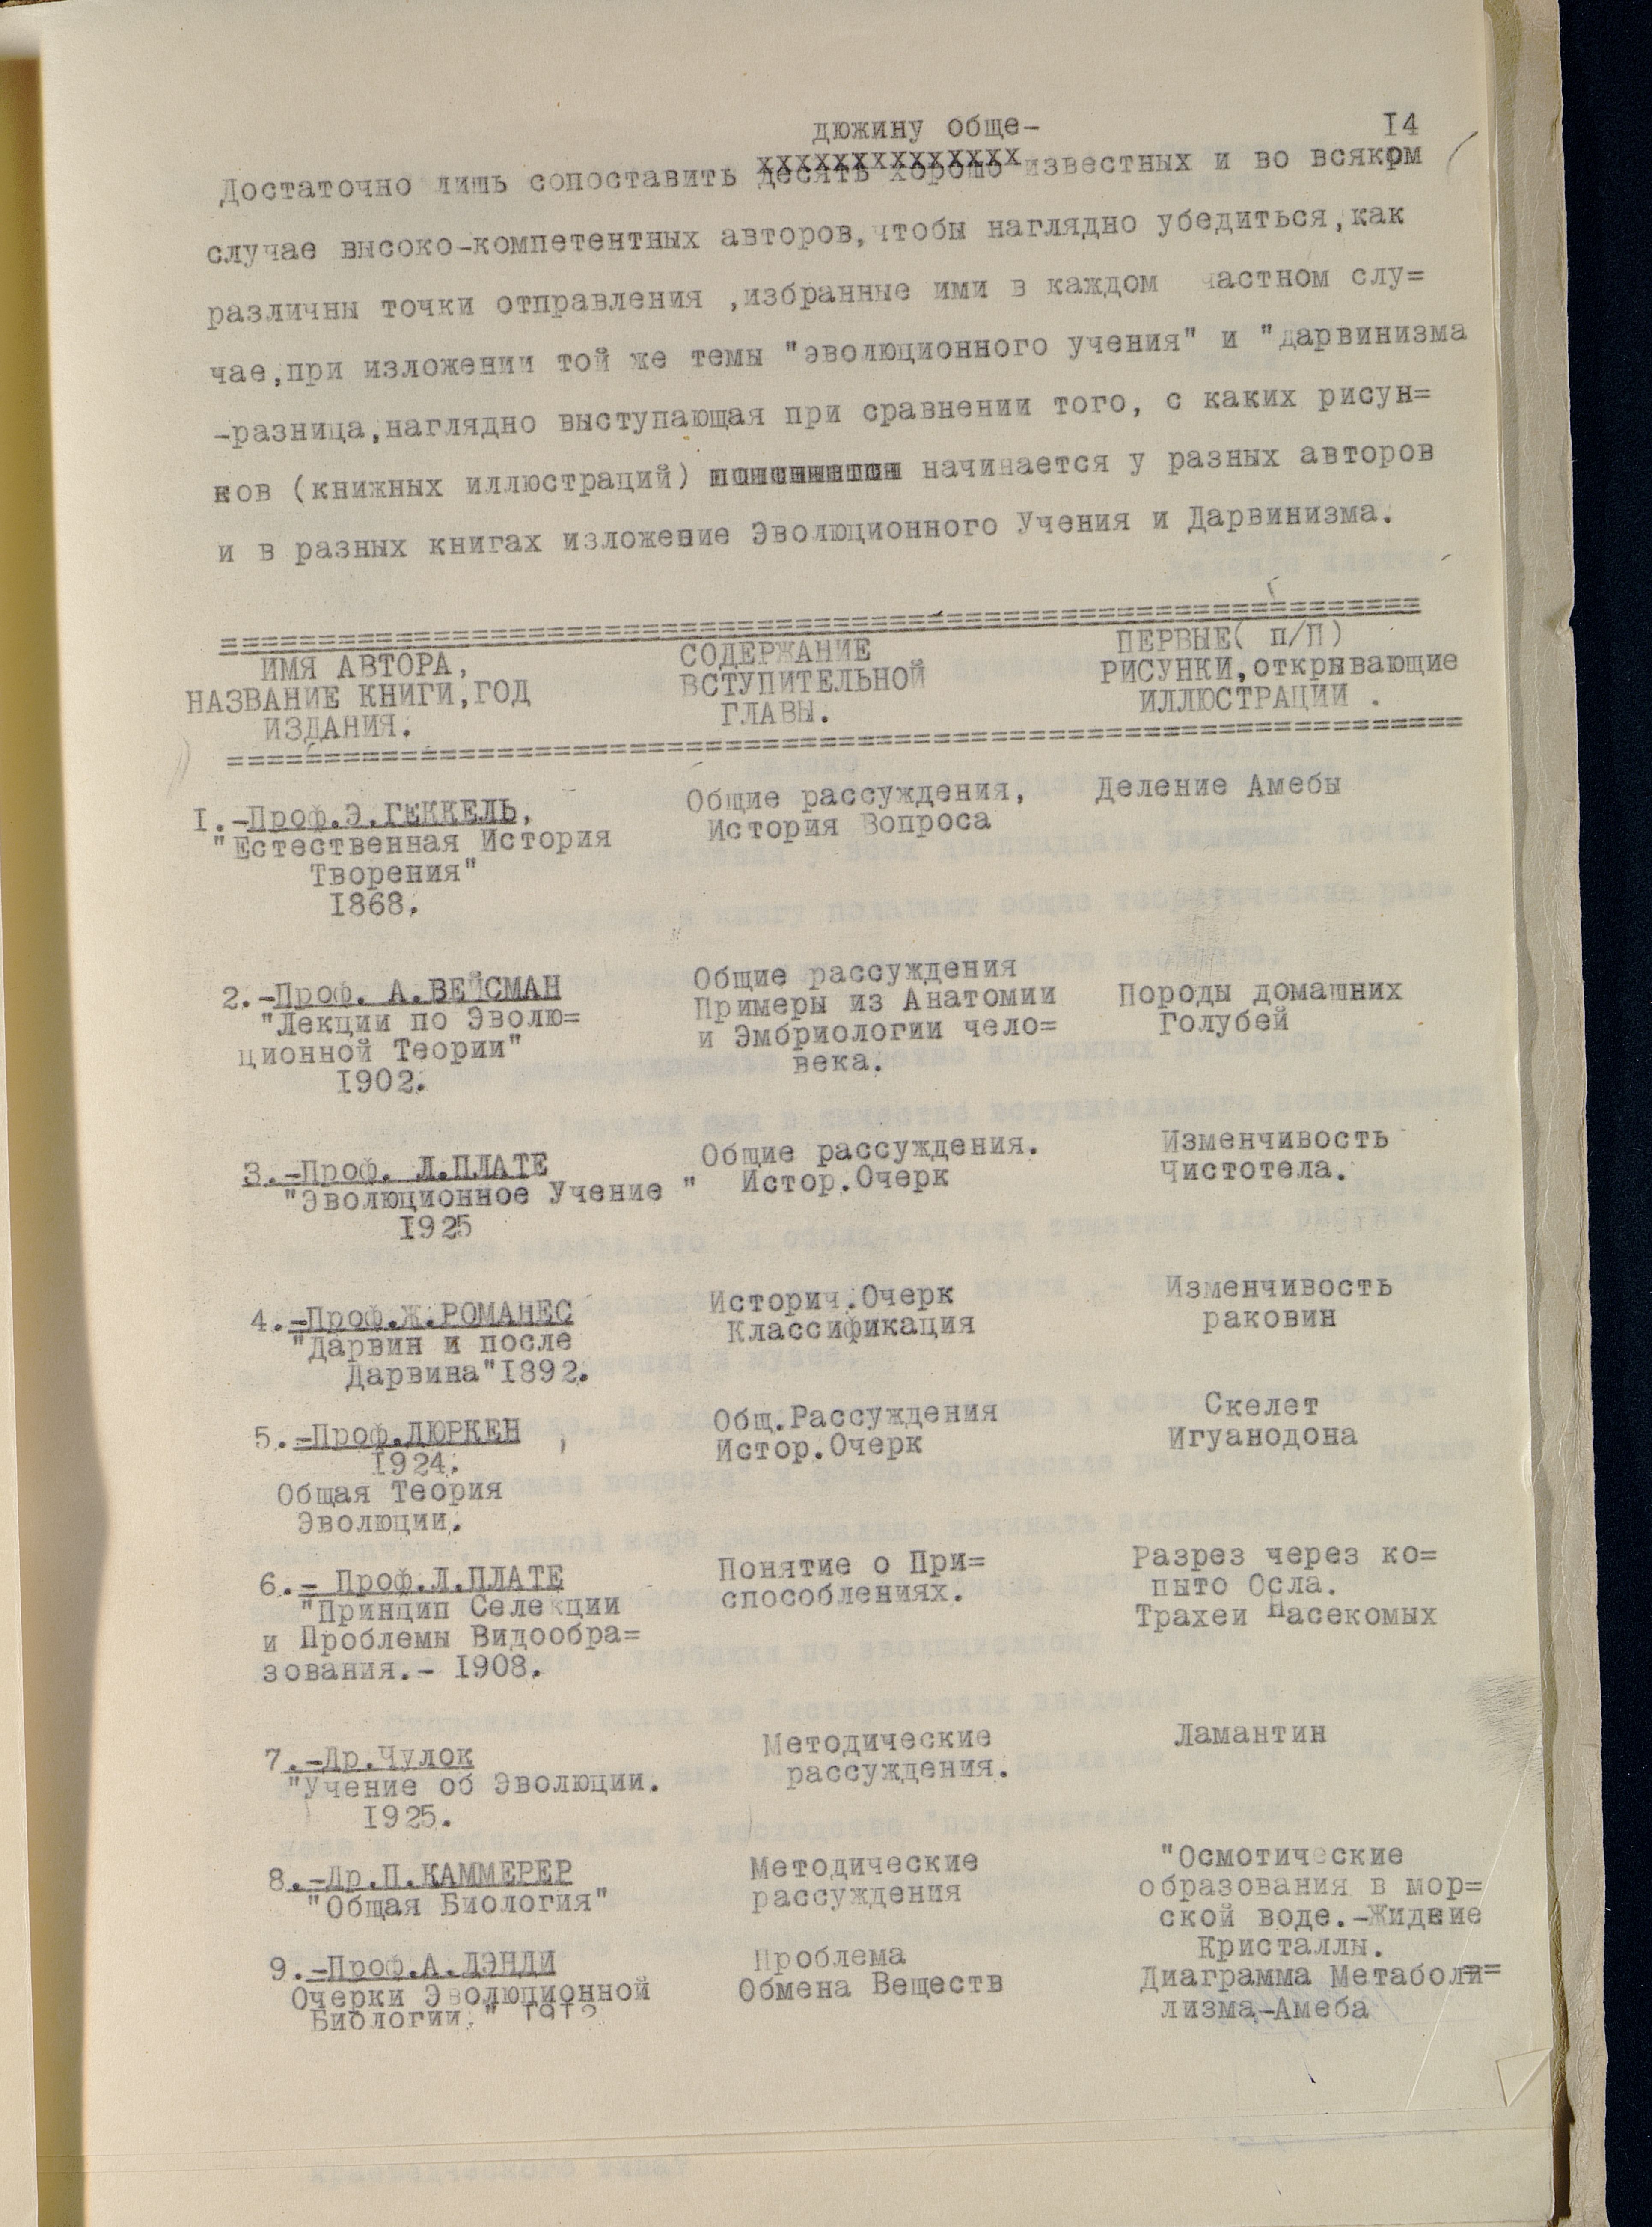 14
дюжину обще-
Достаточно лишь сопоставить десять хорошо известных и во всяком
случае высоко-компетентных авторов,чтобы наглядно убедиться,как
различны точки отправления ,избранные ими в каждом частном слу=
чае,при изложении той же темы "эволюционного учения" и "дарвинизма
-разница,наглядно выступающая при сравнении того, с каких рисун=
ков (книжных иллюстраций) начинается у разных авторов
и в разных книгах изложение Эволюционного Учения и Дарвинизма.
ИМЯ АВТОРА, СОДЕРЖАНИЕ ПЕРВЫЕ( п/П)
НАЗВАНИЕ КНИГИ,ГОД ВСТУПИТЕЛЬНОЙ РИСУНКИ,открывающие
ИЗДАНИЯ. ГЛАВЫ. ИЛЛЮСТРАЦИИ .
I.-Проф.Э.ГЕККЕЛЬ, Общие рассуждения, Деление Амебы
"Естественная История История Вопроса
Творения"
I868.
2.-Проф. А.ВЕЙСМАН Общие рассуждения
"Лекции по Эволю= Примеры из Анатомии Породы домашних
ционной Теории" и Эмбриологии чело= Голубей
I902. века.
3.-Проф. Л.ПЛАТЕ Общие рассуждения. Изменчивость
"Эволюционное Учение " Истор.Очерк Чистотела.
I925
4.-Проф.Ж.РОМАНЕС Историч.Очерк Изменчивость
"Дарвин и после Классификация раковин
Дарвина"I892.
5.-Проф.ДЮРКЕН , Общ.Рассуждения Скелет
I924. Истор.Очерк Игуанодона
Общая Теория
Эволюции.
6.- Проф.Л.ПЛАТЕ Понятие о При= Разрез через ко=
"Принцип Селекции способлениях. пыто Осла.
и Проблемы Видообра= Трахеи Насекомых
зования.- I908.
7.-Др.Чулок Методические Ламантин
"Учение об Эволюции. рассуждения.
I925.
8.-Др.П.КАММЕРЕР Методические "Осмотические
"Общая Биология" рассуждения образования в мор=
ской воде.-Жидкие
Кристаллы.
9.-Проф.А.ДЭНДИ Проблема Диаграмма Метаболи=
Очерки Эволюционной Обмена Веществ лизма-Амеба
Биологии."